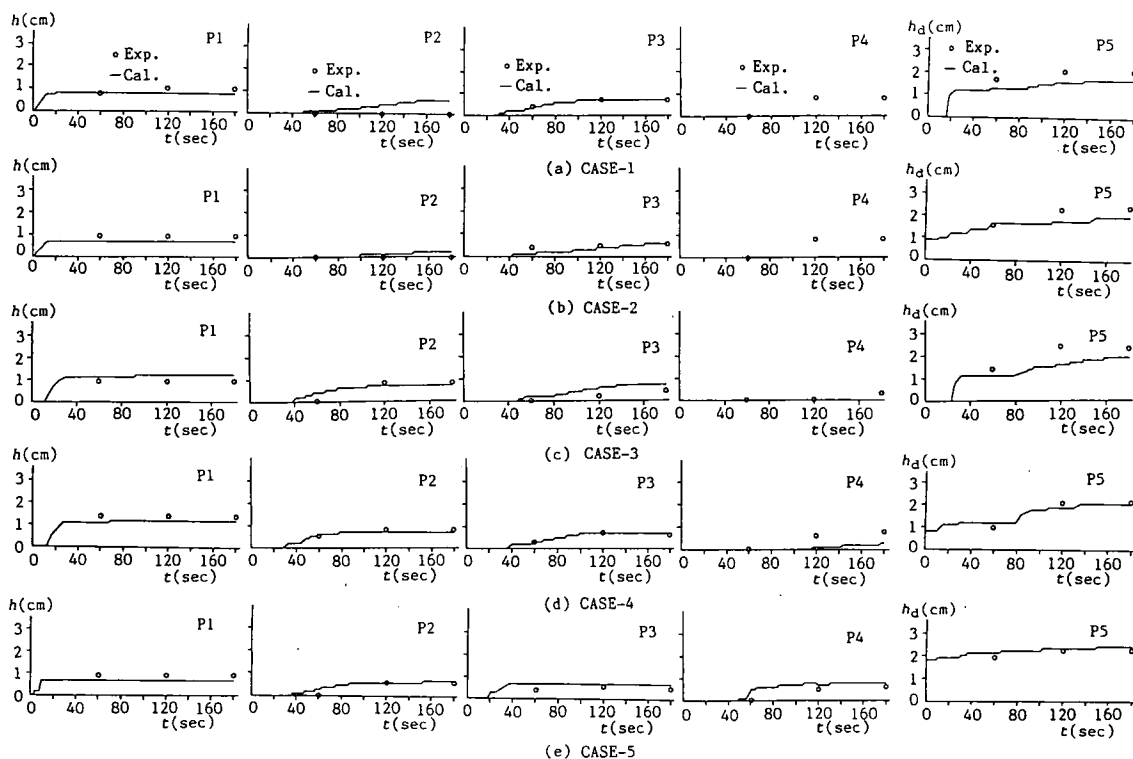 h(cm) P1 P2 P3 P4 hd(cm) P5
3 ○ Exp. ○ Exp. ○ Exp. ○ Exp. 3 ○ Exp.
2 — Cal. — Cal. — Cal. — Cal. 2 — Cal.
1 1
0 0
0 40 80 120 160 0 40 80 120 160 0 40 80 120 160 0 40 80 120 160 0 40 80 120 160
t(sec) t(sec) t(sec) t(sec) t(sec)
(a) CASE-1
h(cm) P1 P2 P3 P4 hd(cm) P5
3 3
2 2
1 1
0 0
0 40 80 120 160 0 40 80 120 160 0 40 80 120 160 0 40 80 120 160 0 40 80 120 160
t(sec) t(sec) t(sec) t(sec) t(sec)
(b) CASE-2
h(cm) P1 P2 P3 P4 hd(cm) P5
3 3
2 2
1 1
0 0
0 40 80 120 160 0 40 80 120 160 0 40 80 120 160 0 40 80 120 160 0 40 80 120 160
t(sec) t(sec) t(sec) t(sec) t(sec)
(c) CASE-3
h(cm) P1 P2 P3 P4 hd(cm) P5
3 3
2 2
1 1
0 0
0 40 80 120 160 0 40 80 120 160 0 40 80 120 160 0 40 80 120 160 0 40 80 120 160
t(sec) t(sec) t(sec) t(sec) t(sec)
(d) CASE-4
h(cm) P1 P2 P3 P4 hd(cm) P5
3 3
2 2
1 1
0 0
0 40 80 120 160 0 40 80 120 160 0 40 80 120 160 0 40 80 120 160 0 40 80 120 160
t(sec) t(sec) t(sec) t(sec) t(sec)
(e) CASE-5